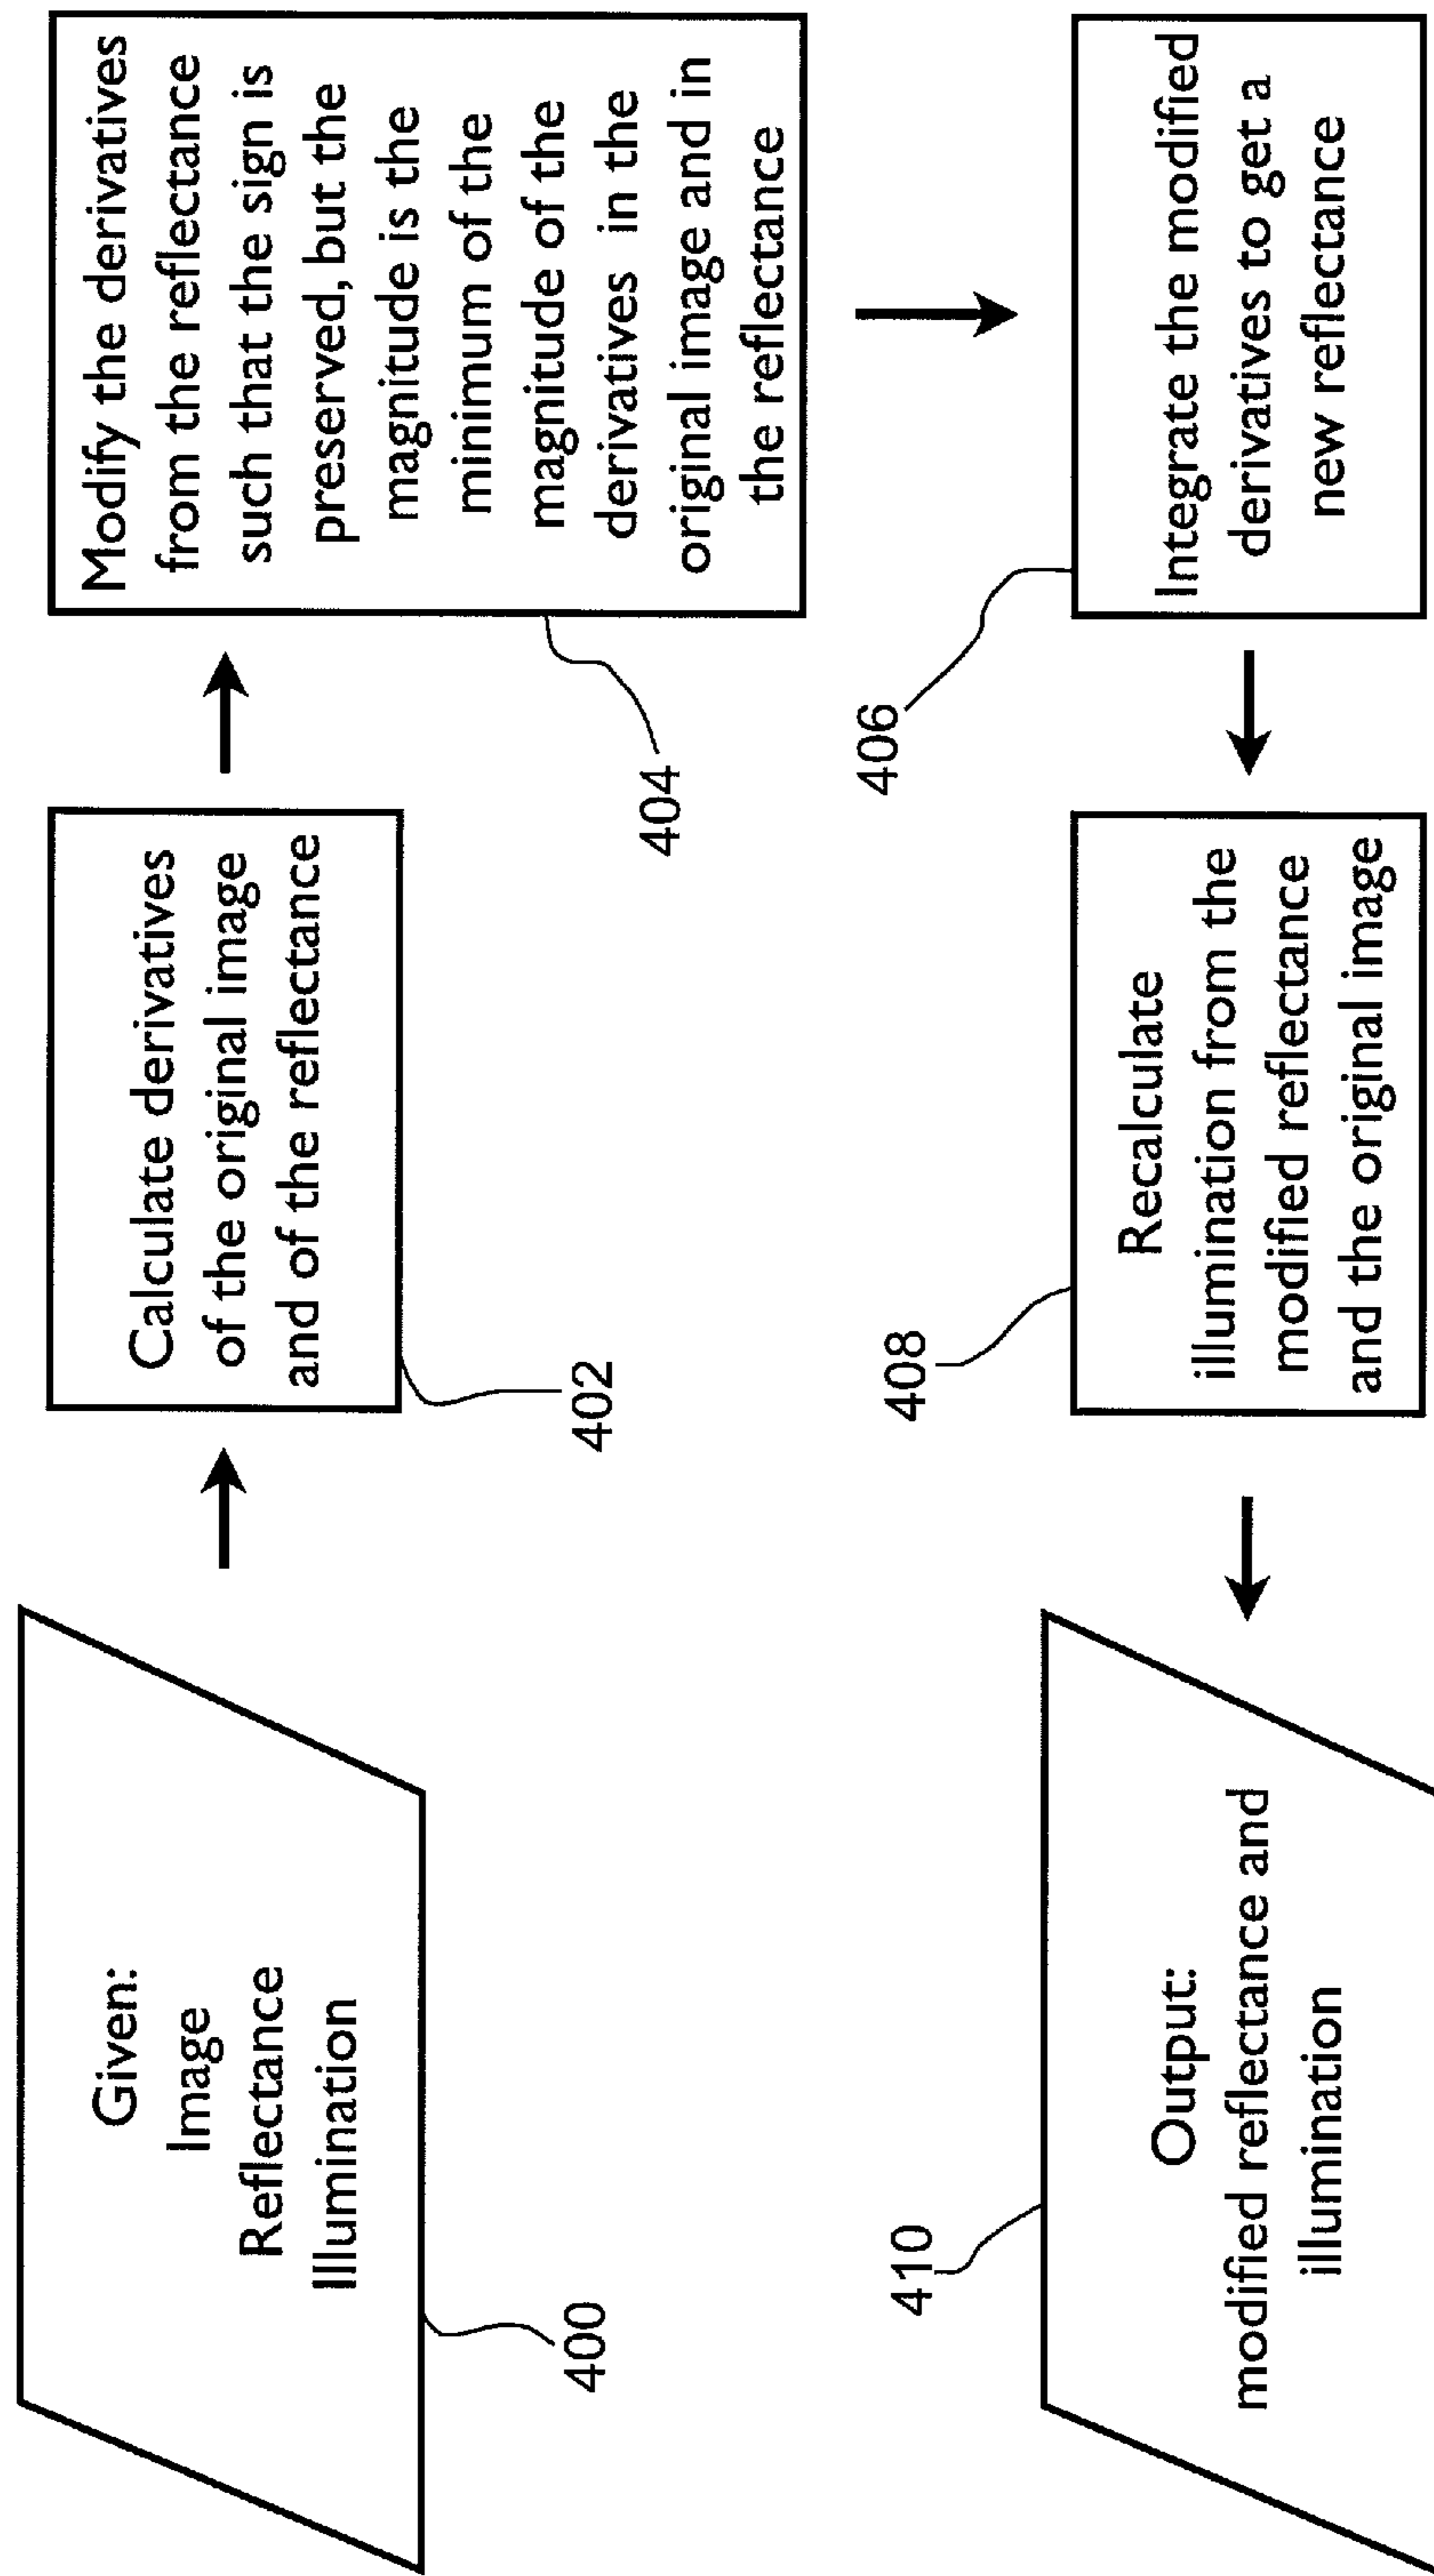 Given:
Image
Reflectance
Illumination
400
Calculate derivatives
of the original image
and of the reflectance
402
Modify the derivatives
from the reflectance
such that the sign is
preserved, but the
magnitude is the
minimum of the
magnitude of the
derivatives in the
original image and in
the reflectance
404
Integrate the modified
derivatives to get a
new reflectance
406
Recalculate
illumination from the
modified reflectance
and the original image
408
Output:
modified reflectance and
illumination
410